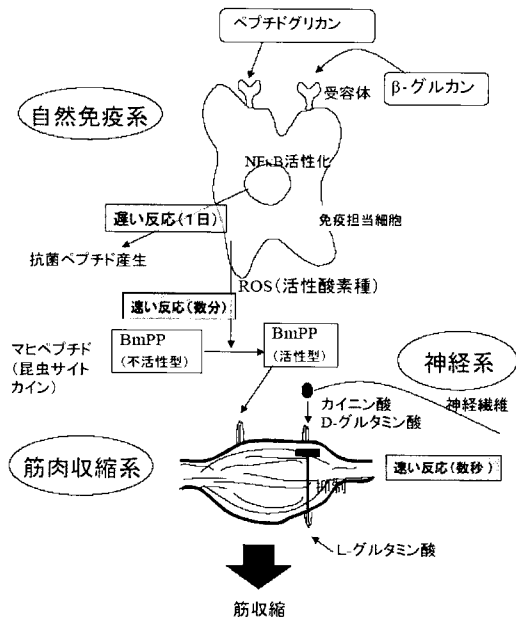 ペプチドグリカン
β-グルカン
受容体
自然免疫系
NFκB活性化
遅い反応(1日)
免疫担当細胞
抗菌ペプチド産生
ROS(活性酸素種)
速い反応(数分)
BmPP
(不活性型)
BmPP
(活性型)
マヒペプチド
(昆虫サイト
カイン)
神経系
カイニン酸
D-グルタミン酸
神経繊維
筋肉収縮系
速い反応(数秒)
抑制
L-グルタミン酸
筋収縮